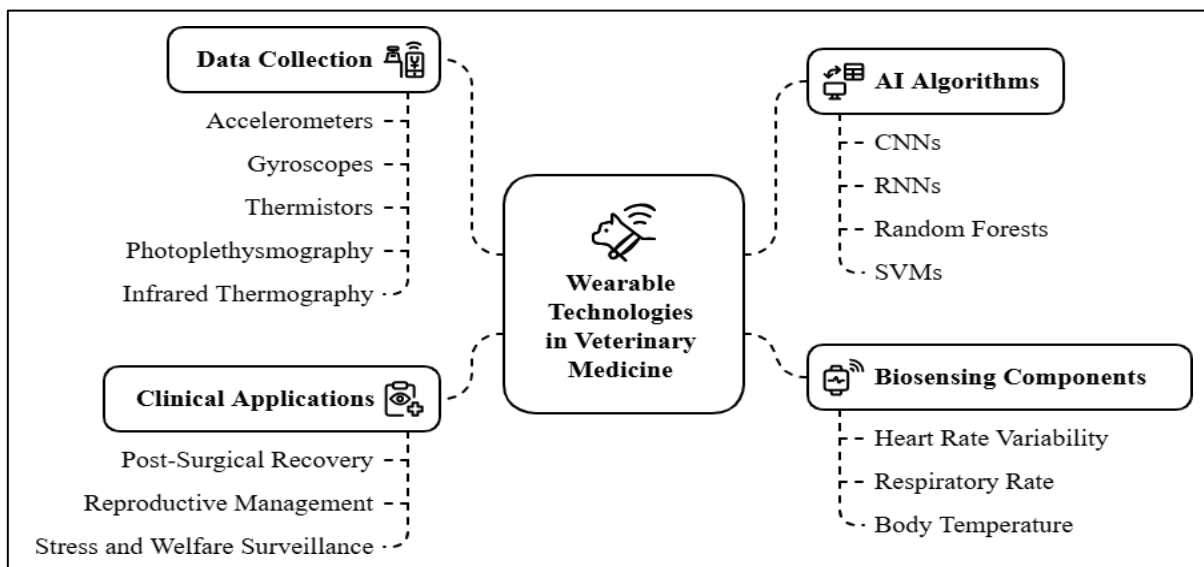 Data Collection
Accelerometers
Gyroscopes
Thermistors
Photoplethysmography
Infrared Thermography
Clinical Applications
Post-Surgical Recovery
Reproductive Management
Stress and Welfare Surveillance
Wearable
Technologies
in Veterinary
Medicine
AI Algorithms
CNNs
RNNs
Random Forests
SVMs
Biosensing Components
Heart Rate Variability
Respiratory Rate
Body Temperature